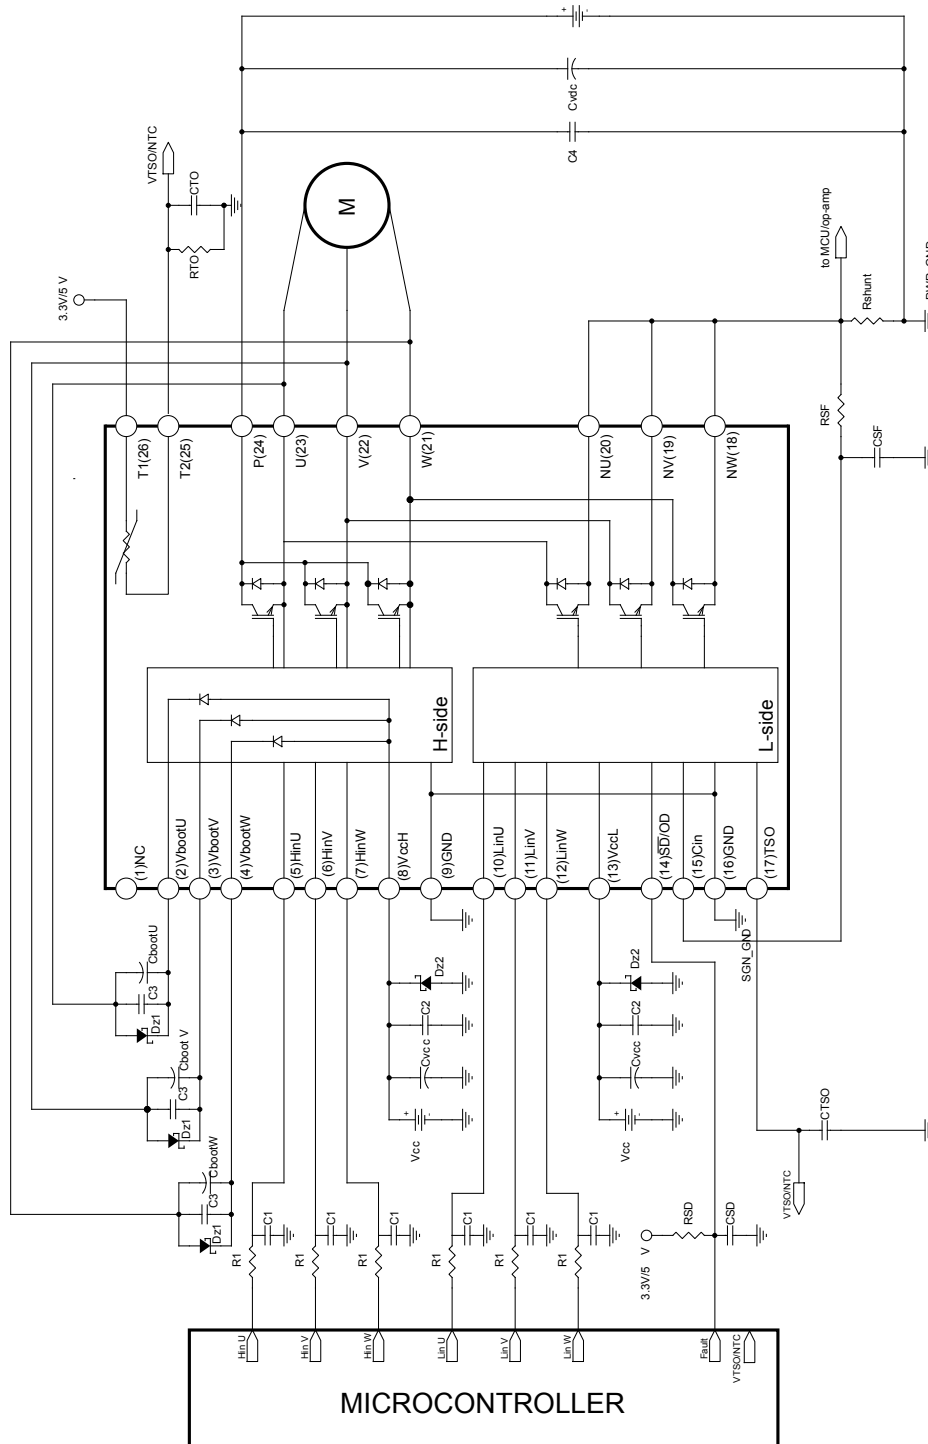 +
-
Cvdc
C4
VTSO/NTC
CTO
RTO
M
3.3V/5 V
to MCU/op-amp
Rshunt
RSF
CSF
T1(26)
T2(25)
P(24)
U(23)
V(22)
W(21)
NU(20)
NV(19)
NW(18)
H-side
L-side
(1)NC
(2)VbootU
(3)VbootV
(4)VbootW
(5)HinU
(6)HinV
(7)HinW
(8)VccH
(9)GND
(10)LinU
(11)LinV
(12)LinW
(13)VccL
(14)SD/OD
(15)Cin
(16)GND
(17)TSO
SGN_GND
CbootU
C3
Dz1
Cboot V
C3
Dz1
CbootW
C3
Dz1
Dz2
C2
Cvcc
+
-
Vcc
Dz2
C2
Cvcc
+
-
Vcc
CTSO
VTSO/NTC
R1
C1
R1
C1
R1
C1
R1
C1
R1
C1
R1
C1
3.3V/5 V
RSD
CSD
Hin U
Hin V
Hin W
Lin U
Lin V
Lin W
Fault
VTSO/NTC
MICROCONTROLLER